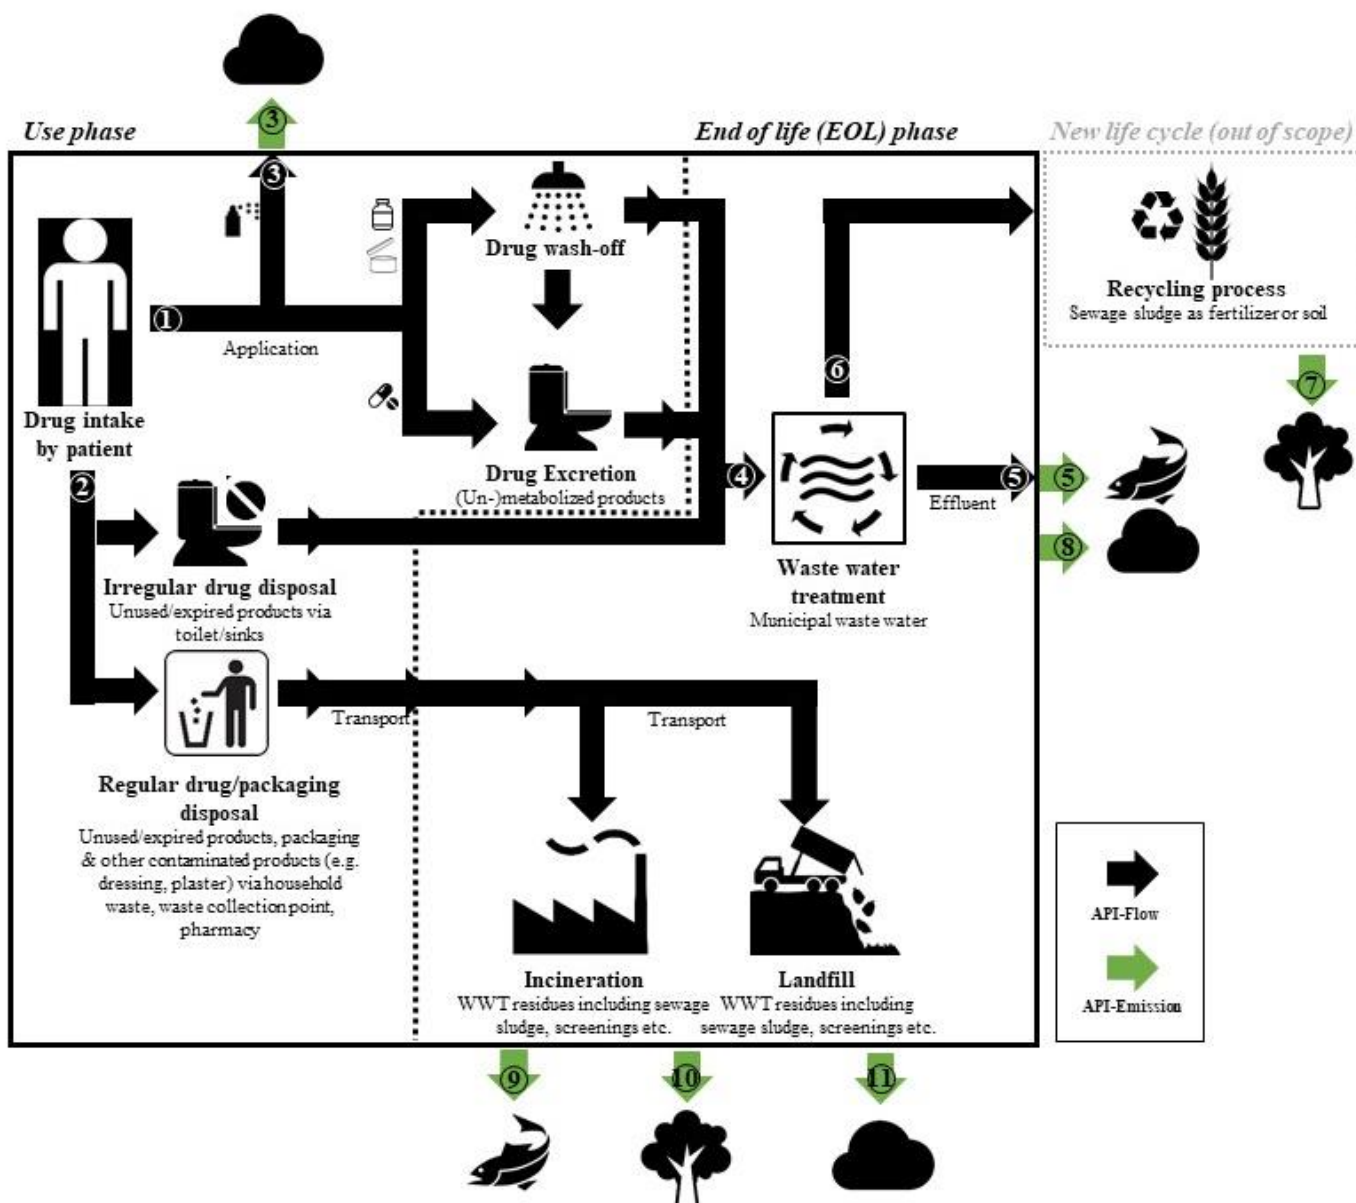 3
Use phase
End of life (EOL) phase
New life cycle (out of scope)
3
Drug wash-off
Recycling process
Sewage sludge as fertilizer or soil
1
Application
6
7
Drug intake
by patient
Drug Excretion
(Un-)metabolized products
2
4
5
5
Effluent
8
Irregular drug disposal
Unused/expired products via
toilet/sinks
Waste water
treatment
Municipal waste water
Transport
Transport
Regular drug/packaging
disposal
Unused/expired products, packaging
& other contaminated products (e.g.
dressing, plaster) via household
waste, waste collection point,
pharmacy
Incineration
WWT residues including sewage
sludge, screenings etc.
Landfill
WWT residues including
sewage sludge, screenings etc.
API-Flow
API-Emission
9
10
11